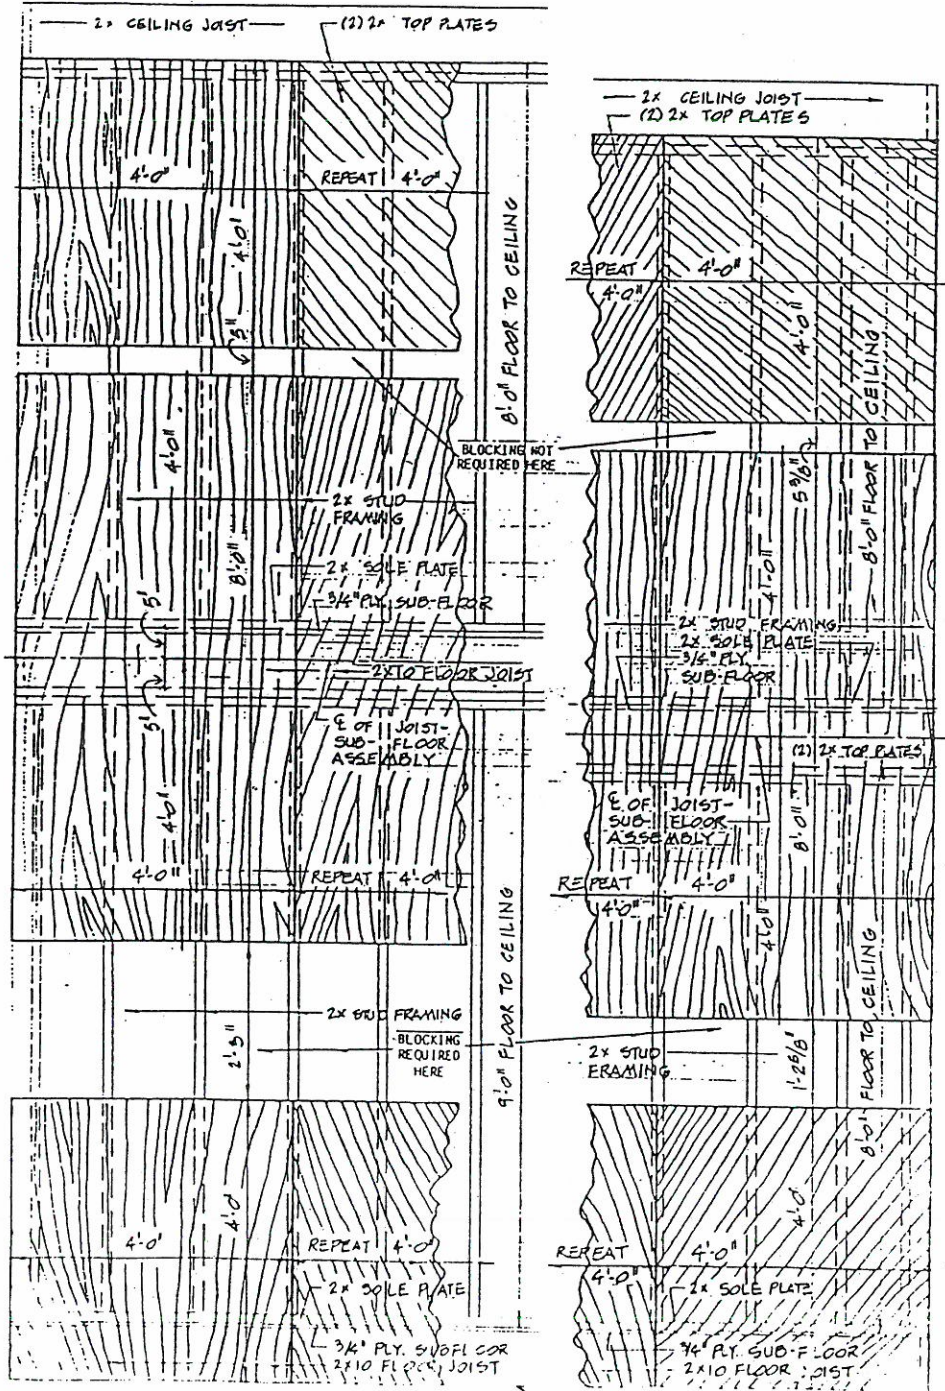 2x CEILING JOIST
(2) 2x TOP PLATES
4'-0"
REPEAT 4'-0"
4'-0"
3"
8'-0" FLOOR TO CEILING
BLOCKING NOT
REQUIRED HERE
4'-0"
2x STUD
FRAMING
8'-0"
2x SOLE PLATE
3/4" PLY. SUB-FLOOR
5'
2x10 FLOOR JOIST
5'
℄ OF JOIST-
SUB-FLOOR
ASSEMBLY
4'-0"
4'-0"
REPEAT 4'-0"
9'-0" FLOOR TO CEILING
2x STUD FRAMING
BLOCKING
REQUIRED
HERE
2'-3"
4'-0'
4'-0'
REPEAT 4'-0"
2x SOLE PLATE
3/4" PLY. SUBFLOOR
2x10 FLOOR JOIST
2x CEILING JOIST
(2) 2x TOP PLATES
REPEAT 4'-0"
4'-0"
4'-0"
8'-0" FLOOR TO CEILING
5 3/8"
4'-0"
2x STUD FRAMING
2x SOLE PLATE
3/4" PLY.
SUB-FLOOR
(2) 2x TOP PLATES
℄ OF JOIST-
SUB-FLOOR
ASSEMBLY
8'-0"
REPEAT 4'-0"
4'-0"
4'-0"
8'-0" FLOOR TO CEILING
2x STUD
FRAMING
1'-2 5/8"
4'-0'
REPEAT 4'-0"
4'-0"
2x SOLE PLATE
3/4" PLY. SUB-FLOOR
2x10 FLOOR JOIST